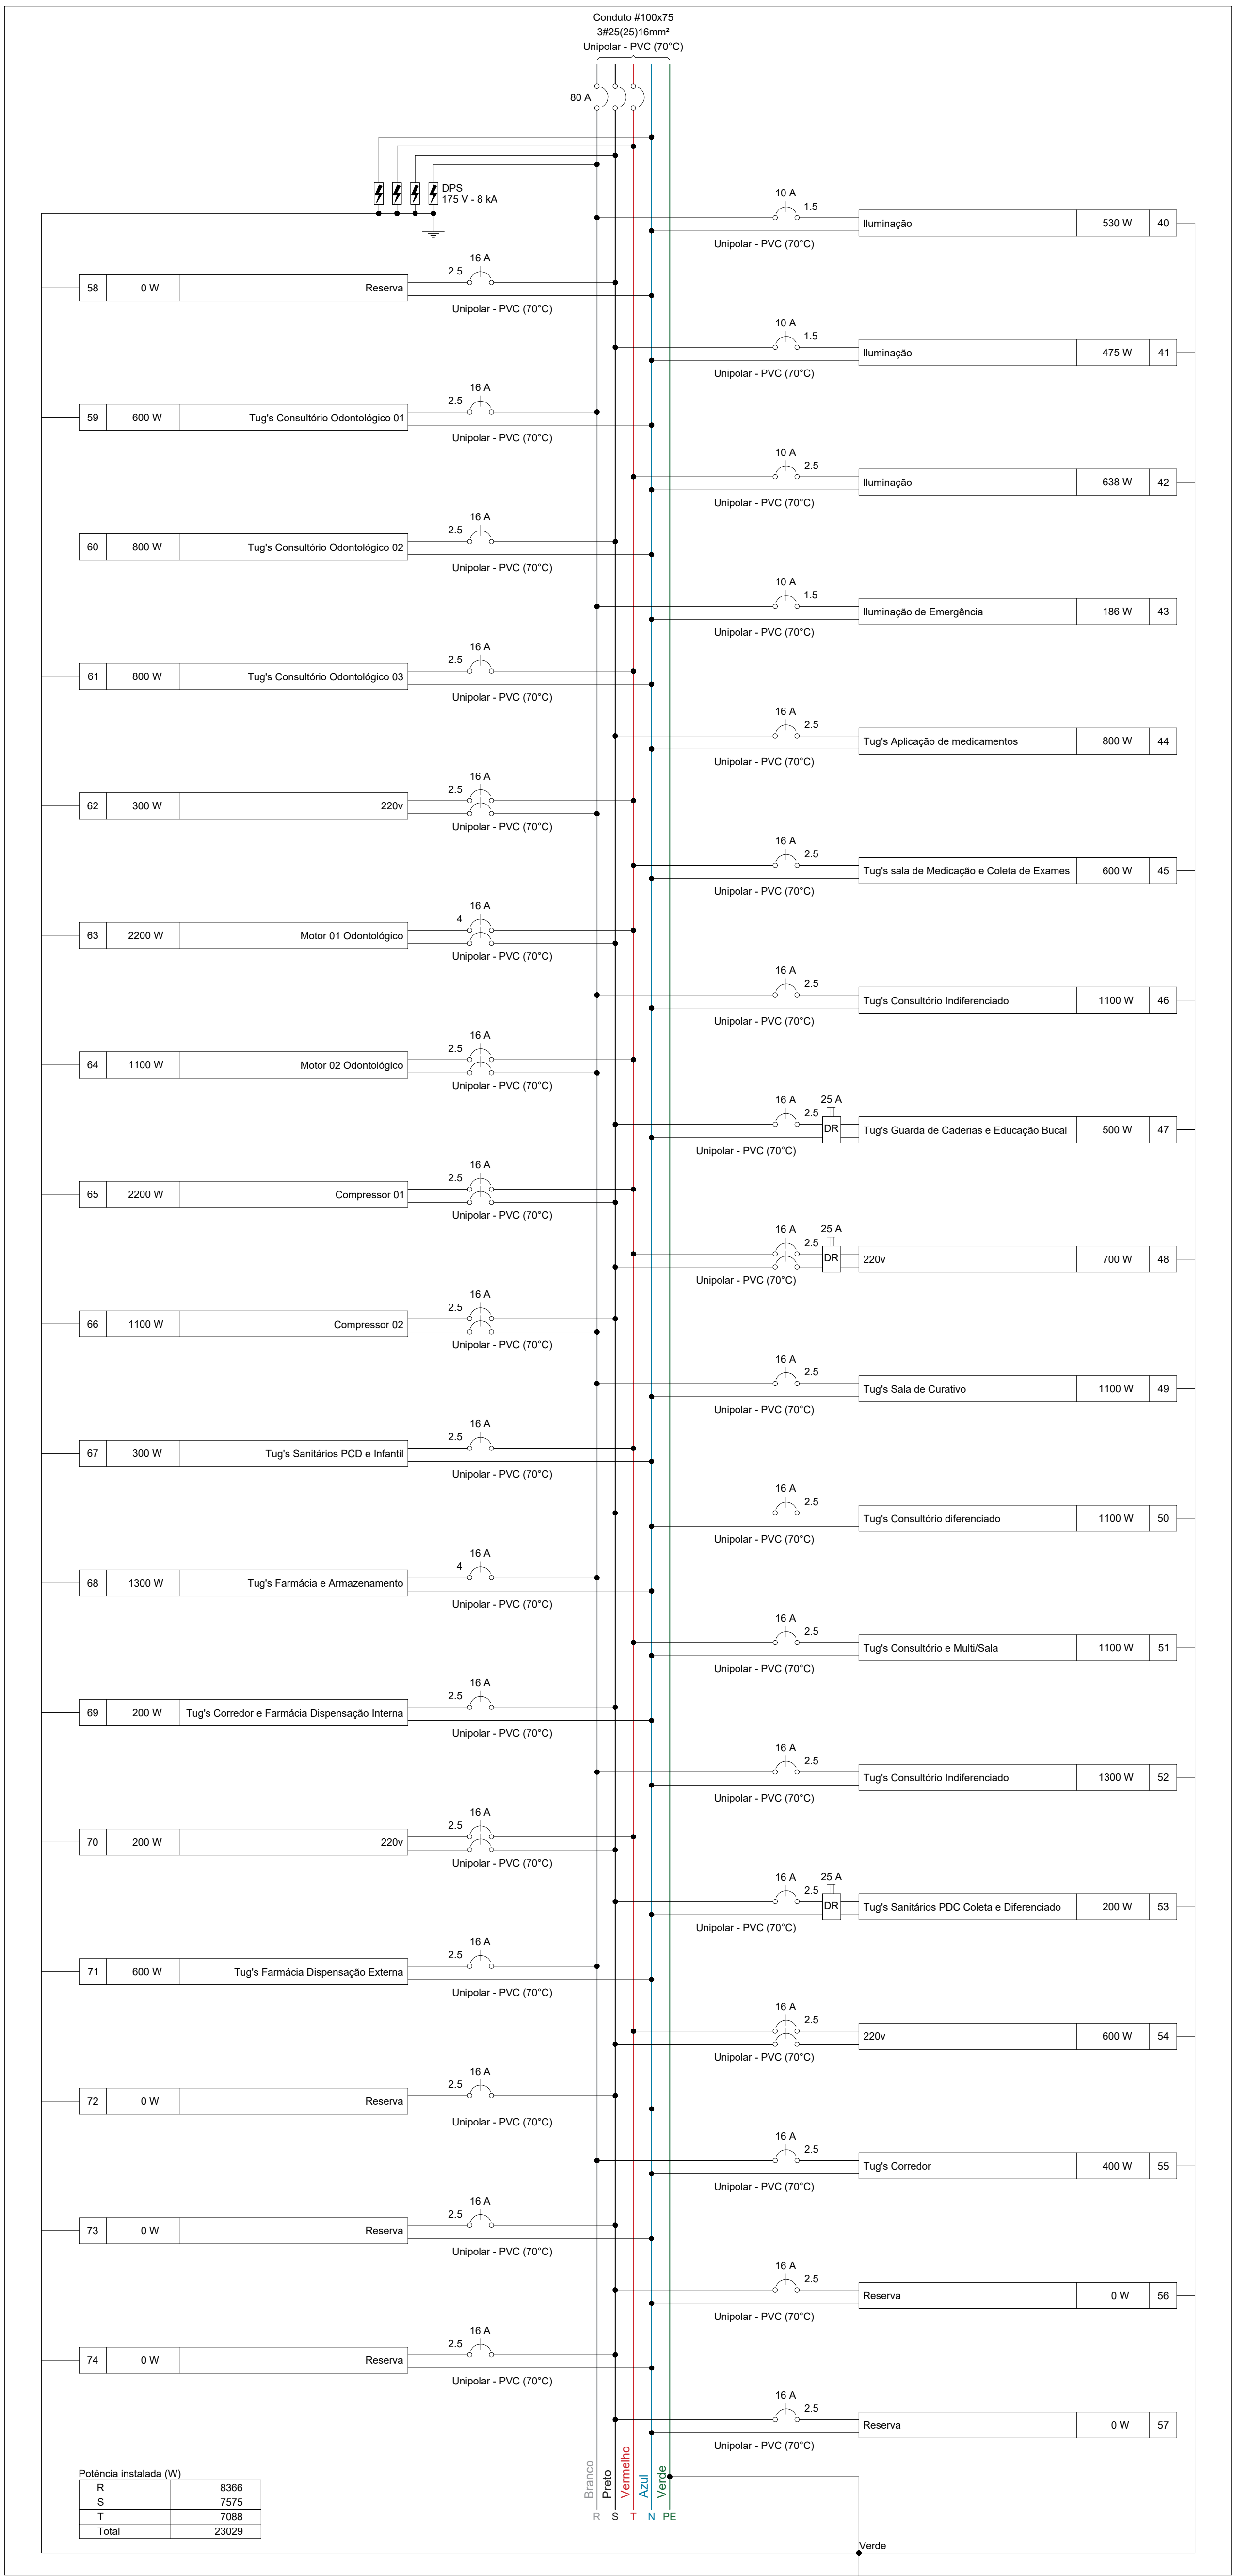 Conduto #100x75
3#25(25)16mm²
Unipolar - PVC (70°C)
80 A
DPS
175 V - 8 kA
10 A
1.5
Iluminação 530 W 40
Unipolar - PVC (70°C)
16 A
2.5
58 0 W Reserva
Unipolar - PVC (70°C)
10 A
1.5
Iluminação 475 W 41
Unipolar - PVC (70°C)
16 A
2.5
59 600 W Tug's Consultório Odontológico 01
Unipolar - PVC (70°C)
10 A
2.5
Iluminação 638 W 42
Unipolar - PVC (70°C)
16 A
2.5
60 800 W Tug's Consultório Odontológico 02
Unipolar - PVC (70°C)
10 A
1.5
Iluminação de Emergência 186 W 43
Unipolar - PVC (70°C)
16 A
2.5
61 800 W Tug's Consultório Odontológico 03
Unipolar - PVC (70°C)
16 A
2.5
Tug's Aplicação de medicamentos 800 W 44
Unipolar - PVC (70°C)
16 A
2.5
62 300 W 220v
Unipolar - PVC (70°C)
16 A
2.5
Tug's sala de Medicação e Coleta de Exames 600 W 45
Unipolar - PVC (70°C)
16 A
4
63 2200 W Motor 01 Odontológico
Unipolar - PVC (70°C)
16 A
2.5
Tug's Consultório Indiferenciado 1100 W 46
Unipolar - PVC (70°C)
16 A
2.5
64 1100 W Motor 02 Odontológico
Unipolar - PVC (70°C)
16 A 25 A
2.5
DR
Tug's Guarda de Caderias e Educação Bucal 500 W 47
Unipolar - PVC (70°C)
16 A
2.5
65 2200 W Compressor 01
Unipolar - PVC (70°C)
16 A 25 A
2.5
DR
220v 700 W 48
Unipolar - PVC (70°C)
16 A
2.5
66 1100 W Compressor 02
Unipolar - PVC (70°C)
16 A
2.5
Tug's Sala de Curativo 1100 W 49
Unipolar - PVC (70°C)
16 A
2.5
67 300 W Tug's Sanitários PCD e Infantil
Unipolar - PVC (70°C)
16 A
2.5
Tug's Consultório diferenciado 1100 W 50
Unipolar - PVC (70°C)
16 A
4
68 1300 W Tug's Farmácia e Armazenamento
Unipolar - PVC (70°C)
16 A
2.5
Tug's Consultório e Multi/Sala 1100 W 51
Unipolar - PVC (70°C)
16 A
2.5
69 200 W Tug's Corredor e Farmácia Dispensação Interna
Unipolar - PVC (70°C)
16 A
2.5
Tug's Consultório Indiferenciado 1300 W 52
Unipolar - PVC (70°C)
16 A
2.5
70 200 W 220v
Unipolar - PVC (70°C)
16 A 25 A
2.5
DR
Tug's Sanitários PDC Coleta e Diferenciado 200 W 53
Unipolar - PVC (70°C)
16 A
2.5
71 600 W Tug's Farmácia Dispensação Externa
Unipolar - PVC (70°C)
16 A
2.5
220v 600 W 54
Unipolar - PVC (70°C)
16 A
2.5
72 0 W Reserva
Unipolar - PVC (70°C)
16 A
2.5
Tug's Corredor 400 W 55
Unipolar - PVC (70°C)
16 A
2.5
73 0 W Reserva
Unipolar - PVC (70°C)
16 A
2.5
Reserva 0 W 56
Unipolar - PVC (70°C)
16 A
2.5
74 0 W Reserva
Unipolar - PVC (70°C)
16 A
2.5
Reserva 0 W 57
Unipolar - PVC (70°C)
Branco
Preto
Vermelho
Azul
Verde
R S T N PE
Potência instalada (W)
R 8366
S 7575
T 7088
Total 23029
Verde